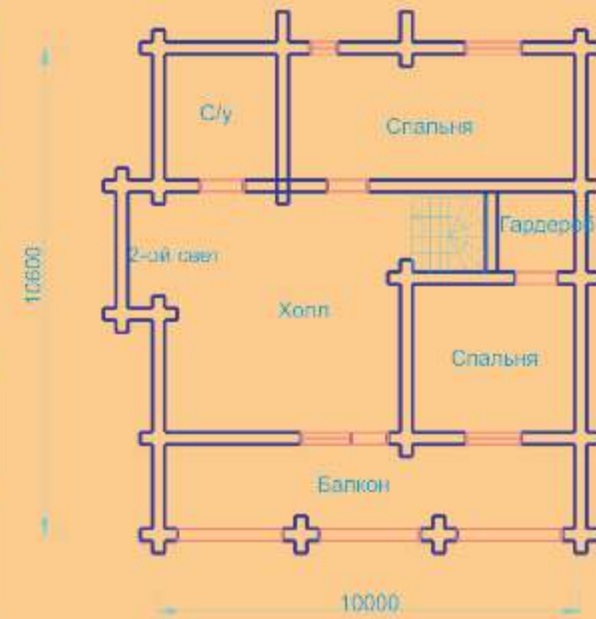 С/у
Спальня
Гардероб
2-ой свет
10600
Холл
Спальня
Балкон
10000